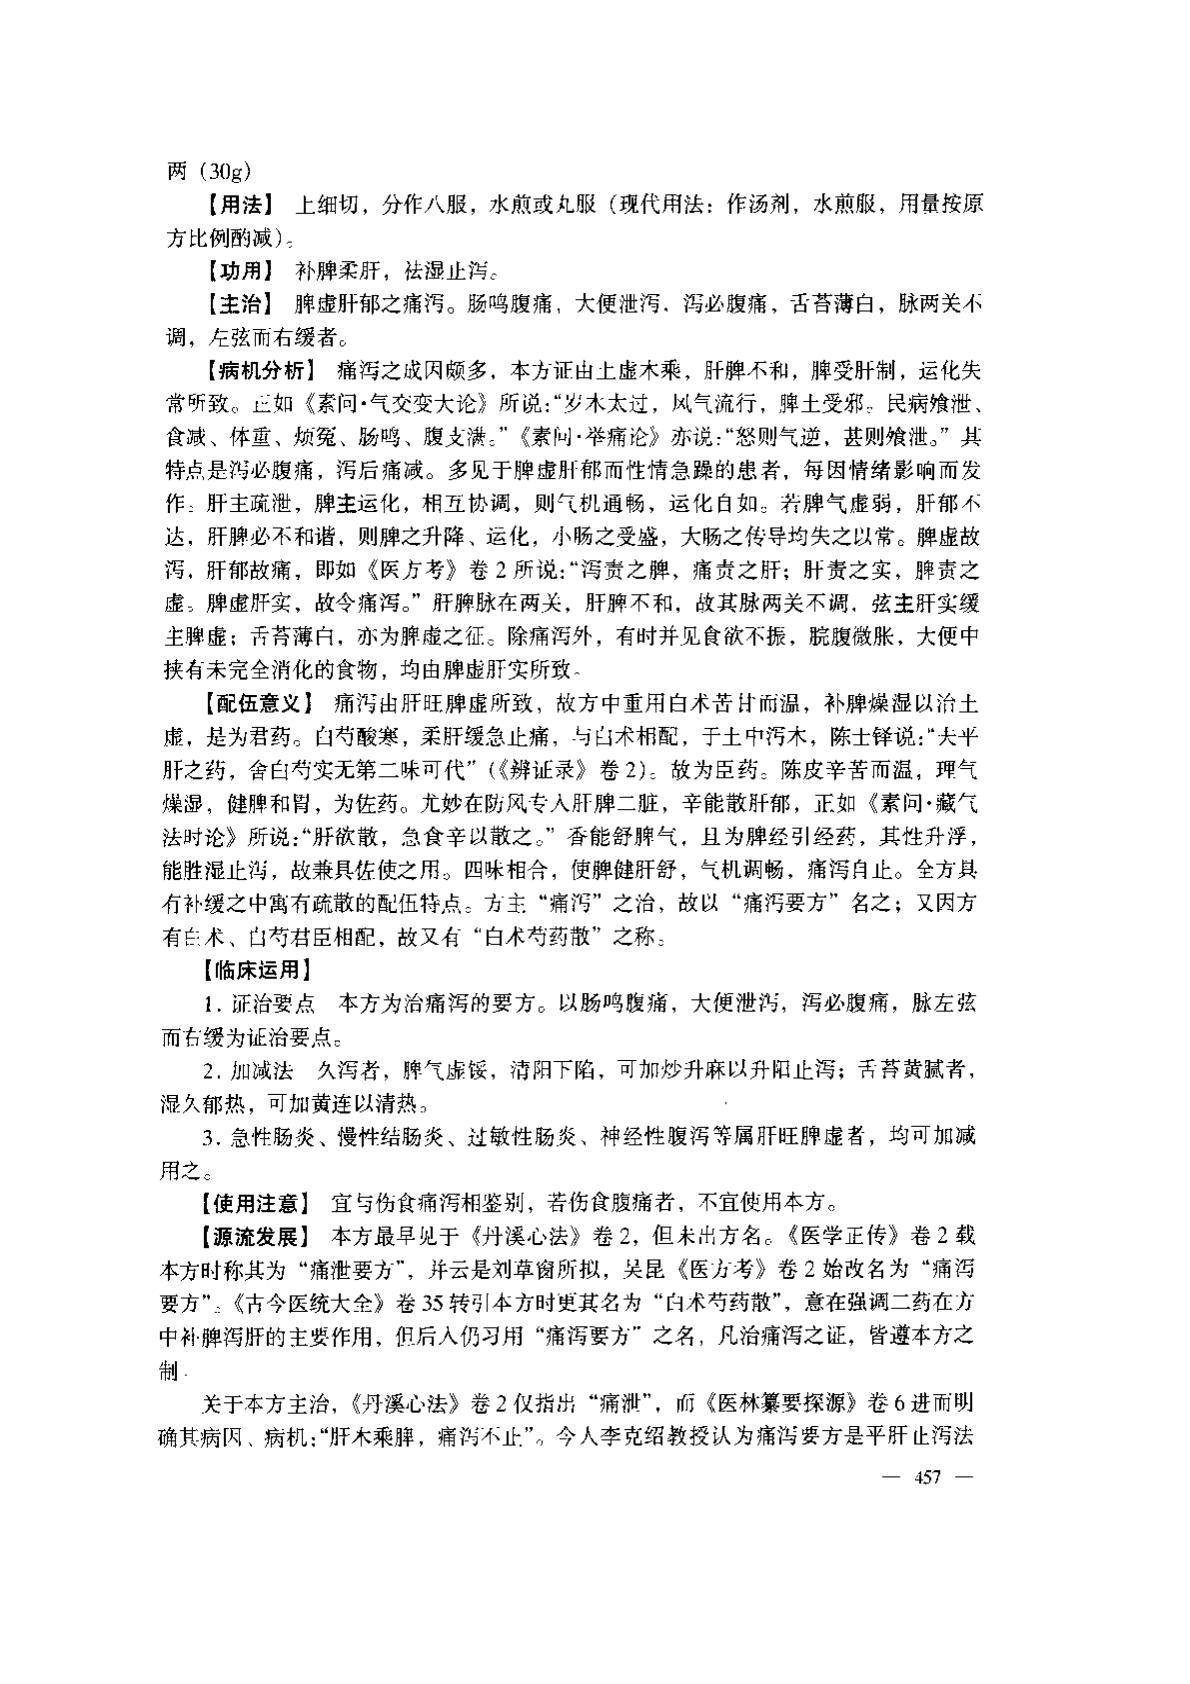 两（30g）
【用法】 上细切，分作八服，水煎或丸服（现代用法：作汤剂，水煎服，用量按原
方比例酌减）。
【功用】 补脾柔肝，祛湿止泻。
【主治】 脾虚肝郁之痛泻。肠鸣腹痛，大便泄泻，泻必腹痛，舌苔薄白，脉两关不
调，左弦而右缓者。
【病机分析】 痛泻之成因颇多，本方证由土虚木乘，肝脾不和，脾受肝制，运化失
常所致。正如《素问·气交变大论》所说：“岁木太过，风气流行，脾土受邪。民病飧泄、
食减、体重、烦冤、肠鸣、腹支满。”《素问·举痛论》亦说：“怒则气逆，甚则飧泄。”其
特点是泻必腹痛，泻后痛减。多见于脾虚肝郁而性情急躁的患者，每因情绪影响而发
作。肝主疏泄，脾主运化，相互协调，则气机通畅，运化自如。若脾气虚弱，肝郁不
达，肝脾必不和谐，则脾之升降、运化，小肠之受盛，大肠之传导均失之以常。脾虚故
泻，肝郁故痛，即如《医方考》卷 2 所说：“泻责之脾，痛责之肝；肝责之实，脾责之
虚。脾虚肝实，故令痛泻。”肝脾脉在两关，肝脾不和，故其脉两关不调，弦主肝实缓
主脾虚；舌苔薄白，亦为脾虚之征。除痛泻外，有时并见食欲不振，脘腹微胀，大便中
挟有未完全消化的食物，均由脾虚肝实所致。
【配伍意义】 痛泻由肝旺脾虚所致，故方中重用白术苦甘而温，补脾燥湿以治土
虚，是为君药。白芍酸寒，柔肝缓急止痛，与白术相配，于土中泻木，陈士铎说：“夫平
肝之药，舍白芍实无第二味可代”（《辨证录》卷 2）。故为臣药。陈皮辛苦而温，理气
燥湿，健脾和胃，为佐药。尤妙在防风专入肝脾二脏，辛能散肝郁，正如《素问·藏气
法时论》所说：“肝欲散，急食辛以散之。”香能舒脾气，且为脾经引经药，其性升浮，
能胜湿止泻，故兼具佐使之用。四味相合，使脾健肝舒，气机调畅，痛泻自止。全方具
有补缓之中寓有疏散的配伍特点。方主“痛泻”之治，故以“痛泻要方”名之；又因方
有白术、白芍君臣相配，故又有“白术芍药散”之称。
【临床运用】
1. 证治要点 本方为治痛泻的要方。以肠鸣腹痛，大便泄泻，泻必腹痛，脉左弦
而右缓为证治要点。
2. 加减法 久泻者，脾气虚馁，清阳下陷，可加炒升麻以升阳止泻；舌苔黄腻者，
湿久郁热，可加黄连以清热。
3. 急性肠炎、慢性结肠炎、过敏性肠炎、神经性腹泻等属肝旺脾虚者，均可加减
用之。
【使用注意】 宜与伤食痛泻相鉴别，若伤食腹痛者，不宜使用本方。
【源流发展】 本方最早见于《丹溪心法》卷 2，但未出方名。《医学正传》卷 2 载
本方时称其为“痛泄要方”，并云是刘草窗所拟，吴昆《医方考》卷 2 始改名为“痛泻
要方”。《古今医统大全》卷 35 转引本方时更其名为“白术芍药散”，意在强调二药在方
中补脾泻肝的主要作用，但后人仍习用“痛泻要方”之名，凡治痛泻之证，皆遵本方之
制．
关于本方主治，《丹溪心法》卷 2 仅指出“痛泄”，而《医林纂要探源》卷 6 进而明
确其病因、病机：“肝木乘脾，痛泻不止”。今人李克绍教授认为痛泻要方是平肝止泻法
— 457 —